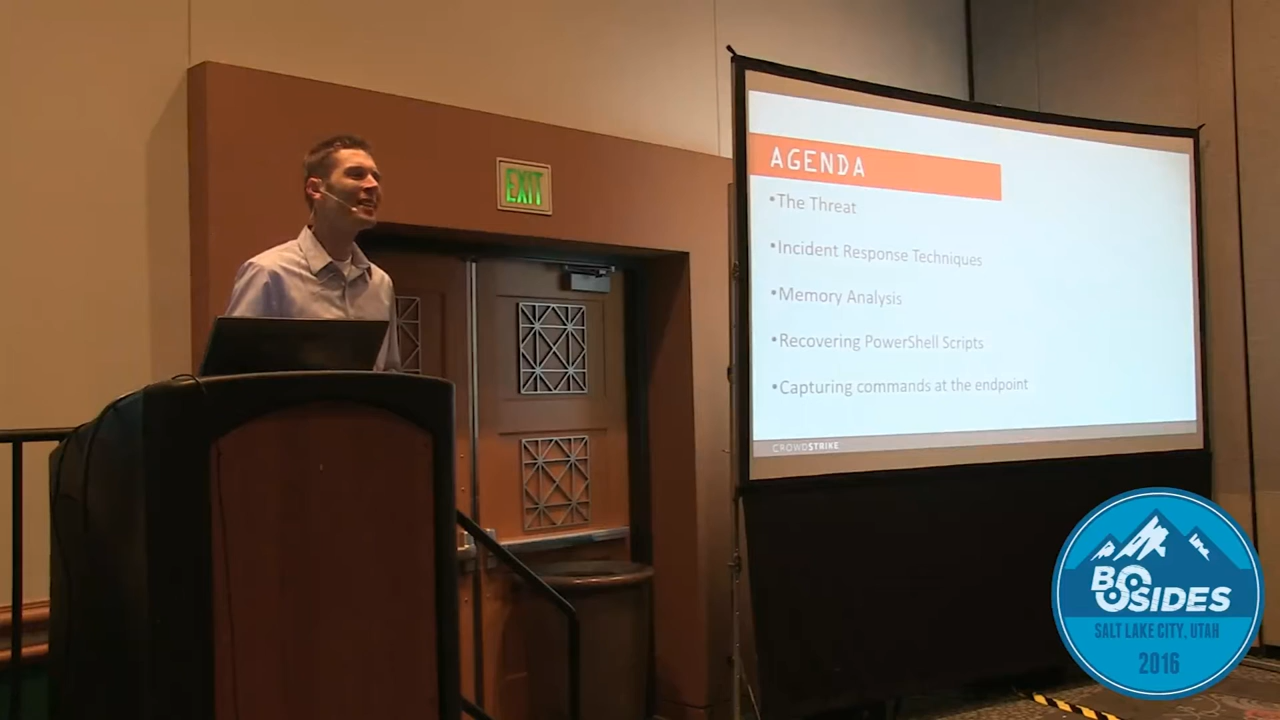 EXIT
AGENDA
•The Threat
•Incident Response Techniques
•Memory Analysis
•Recovering PowerShell Scripts
•Capturing commands at the endpoint
CROWDSTRIKE
BSIDES
SALT LAKE CITY, UTAH
2016